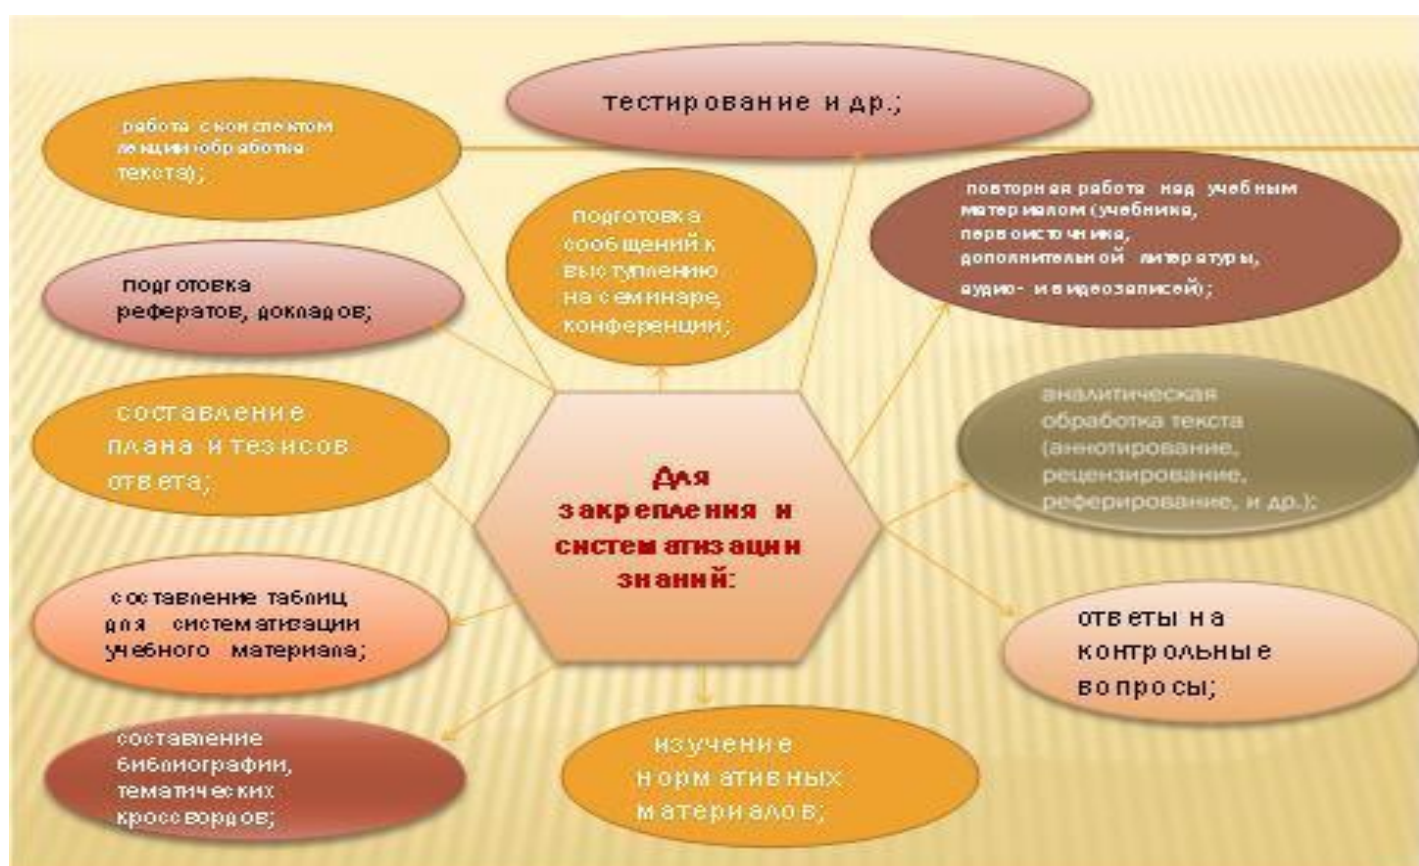 тестирование и др.;
работа с конспектом
лекции (обработка
текста);
повторная работа над учебным
материалом (учебника,
первоисточника,
дополнительной литературы,
аудио- и видеозаписей);
подготовка
сообщений к
выступлению
на семинаре,
конференции;
подготовка
рефератов, докладов;
аналитическая
обработка текста
(аннотирование,
рецензирование,
реферирование, и др.);
составление
плана и тезисов
ответа;
Для
закрепления и
систематизации
знаний:
составление таблиц
для систематизации
учебного материала;
ответы на
контрольные
вопросы;
составление
библиографии,
тематических
кроссвордов;
изучение
нормативных
материалов;